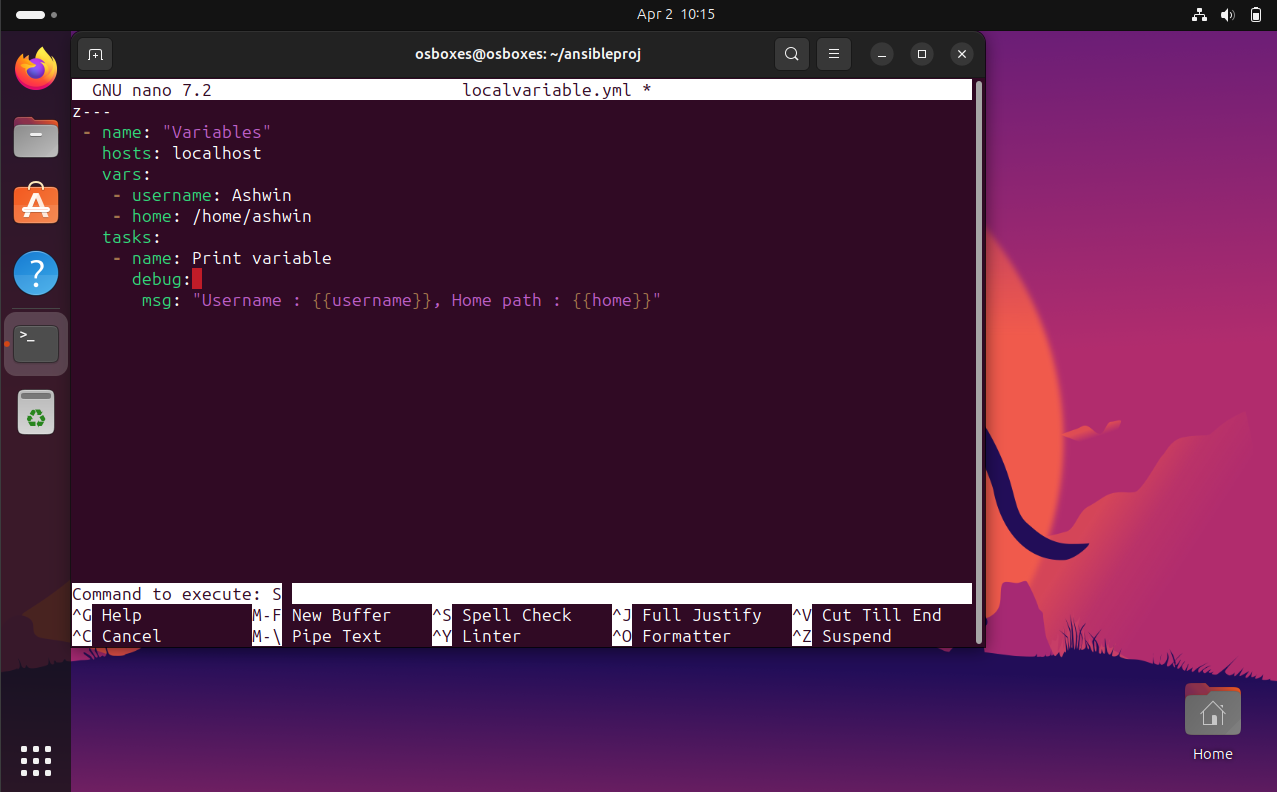 Apr 2 10:15
osboxes@osboxes: ~/ansibleproj
GNU nano 7.2 localvariable.yml *
z---
- name: "Variables"
hosts: localhost
vars:
- username: Ashwin
- home: /home/ashwin
tasks:
- name: Print variable
debug:
msg: "Username : {{username}}, Home path : {{home}}"
Command to execute: S
^G Help M-F New Buffer ^S Spell Check ^J Full Justify ^V Cut Till End
^C Cancel M-\ Pipe Text ^Y Linter ^O Formatter ^Z Suspend
Home